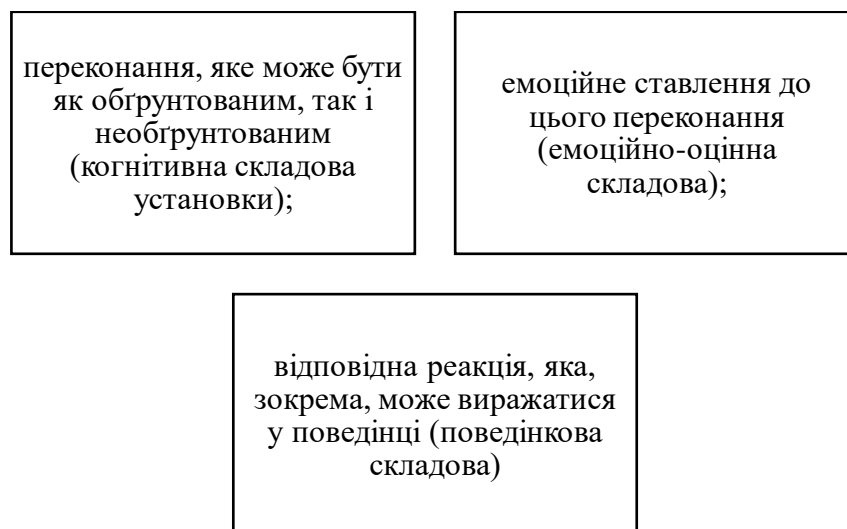 переконання, яке може бути
як обґрунтованим, так і
необґрунтованим
(когнітивна складова
установки);
емоційне ставлення до
цього переконання
(емоційно-оцінна
складова);
відповідна реакція, яка,
зокрема, може виражатися
у поведінці (поведінкова
складова)